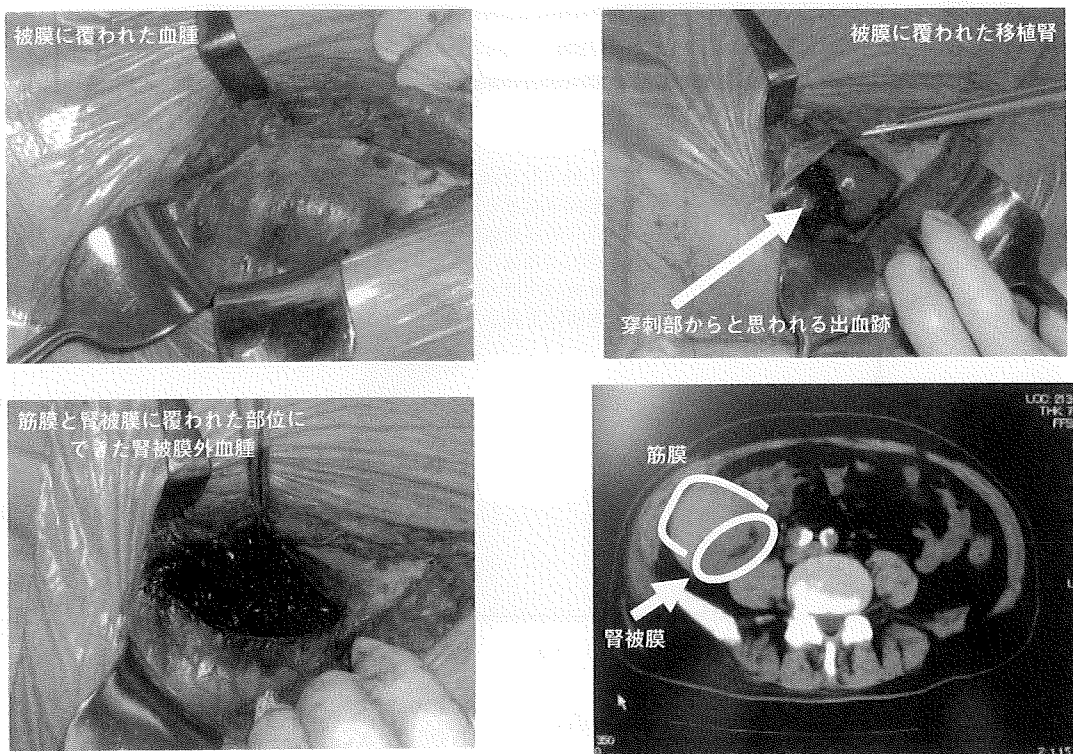 被膜に覆われた血腫
被膜に覆われた移植腎
穿刺部からと思われる出血跡
筋膜と腎被膜に覆われた部位に
できた腎被膜外血腫
筋膜
腎被膜